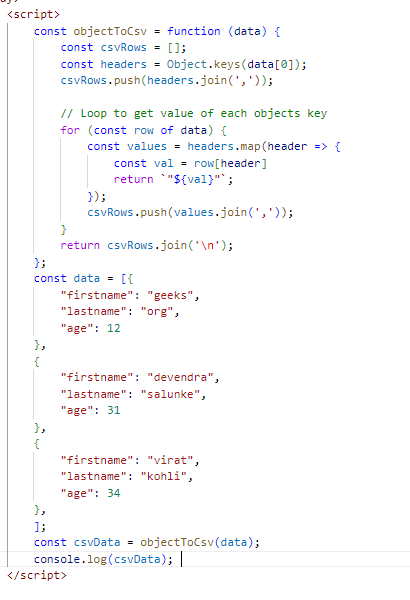 <script>
const objectToCsv = function (data) {
const csvRows = [];
const headers = Object.keys(data[0]);
csvRows.push(headers.join(','));
// Loop to get value of each objects key
for (const row of data) {
const values = headers.map(header => {
const val = row[header]
return `"${val}"`;
});
csvRows.push(values.join(','));
}
return csvRows.join('\n');
};
const data = [{
"firstname": "geeks",
"lastname": "org",
"age": 12
},
{
"firstname": "devendra",
"lastname": "salunke",
"age": 31
},
{
"firstname": "virat",
"lastname": "kohli",
"age": 34
},
];
const csvData = objectToCsv(data);
console.log(csvData);
</script>